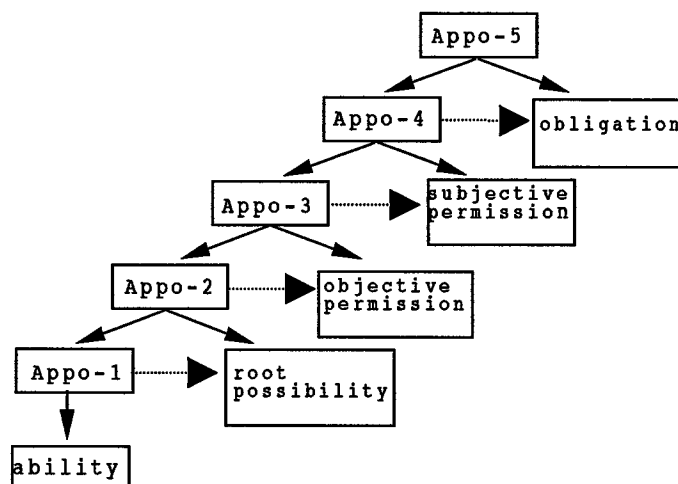 Appo-5
Appo-4
obligation
Appo-3
subjective
permission
Appo-2
objective
permission
Appo-1
root
possibility
ability